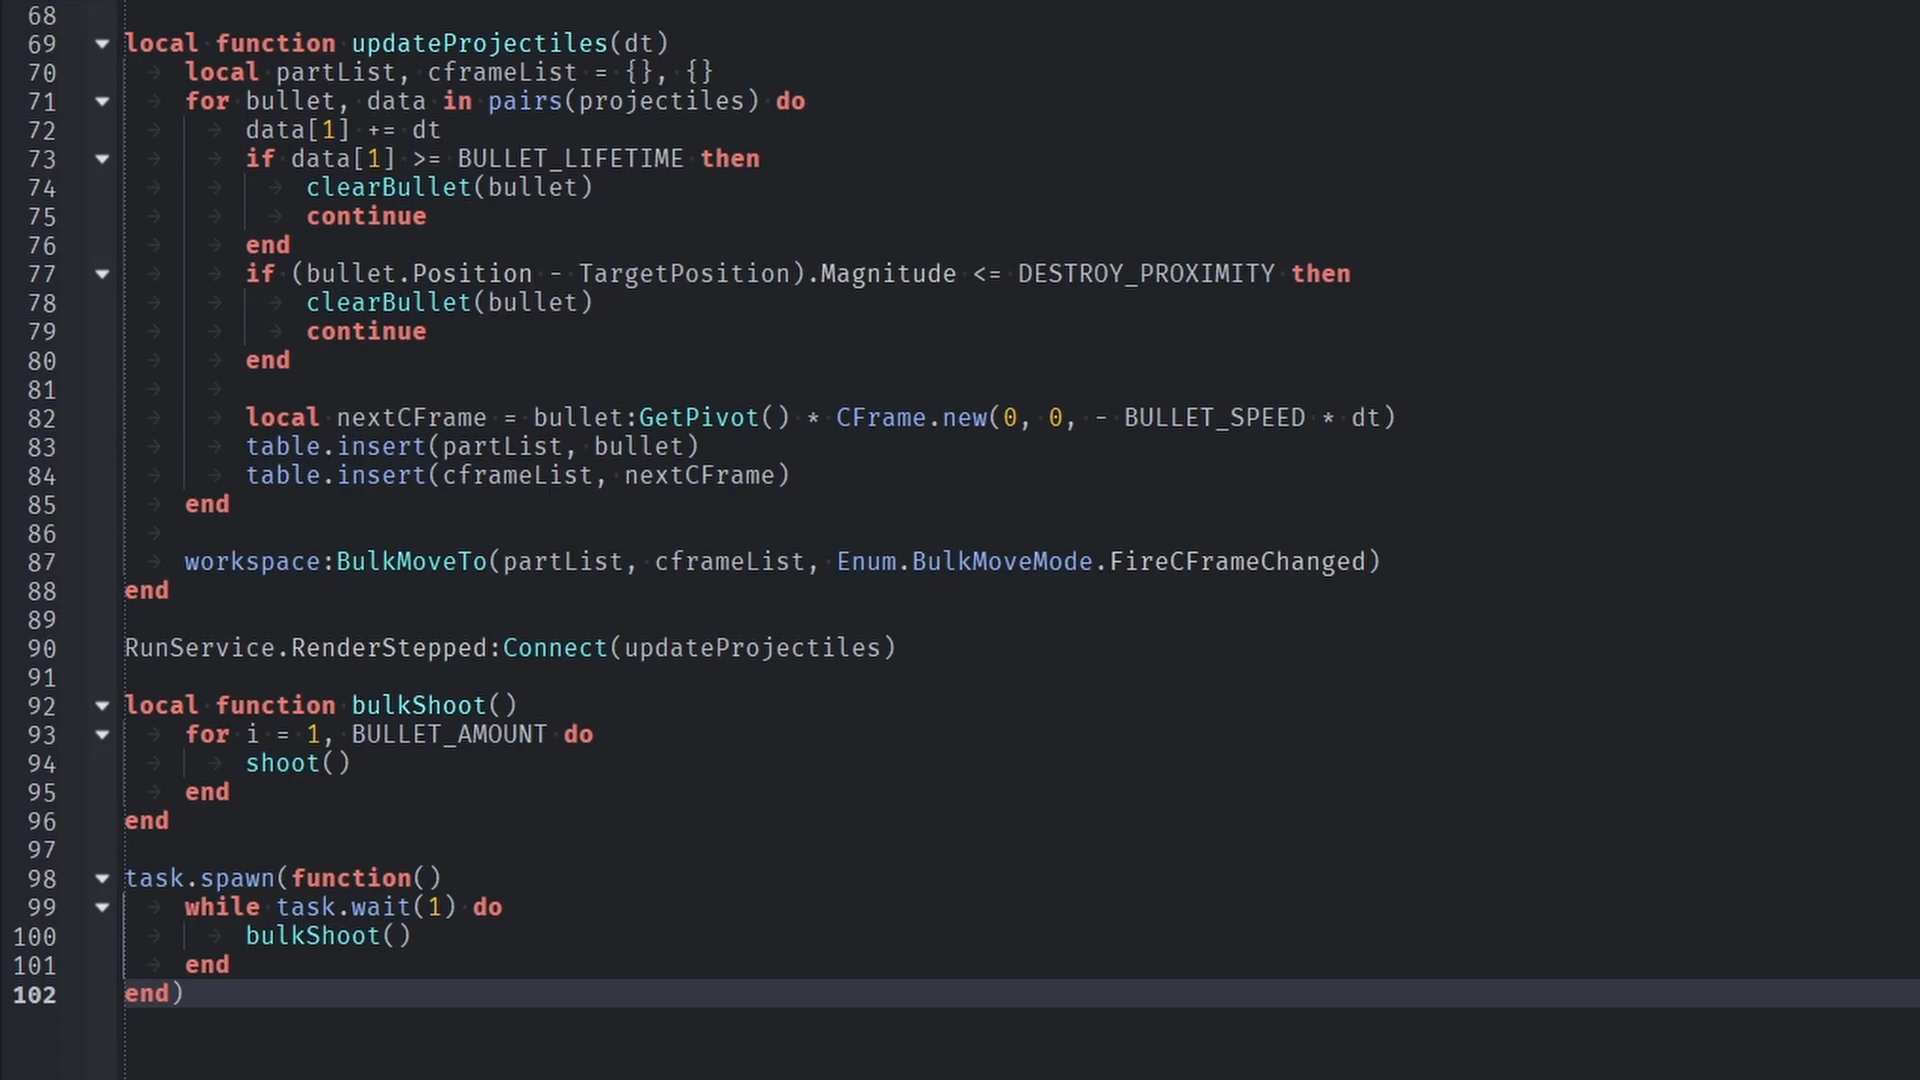 68
69 local function updateProjectiles(dt)
70 local partList, cframeList = {}, {}
71 for bullet, data in pairs(projectiles) do
72 data[1] += dt
73 if data[1] >= BULLET_LIFETIME then
74 clearBullet(bullet)
75 continue
76 end
77 if (bullet.Position - TargetPosition).Magnitude <= DESTROY_PROXIMITY then
78 clearBullet(bullet)
79 continue
80 end
81
82 local nextCFrame = bullet:GetPivot() * CFrame.new(0, 0, - BULLET_SPEED * dt)
83 table.insert(partList, bullet)
84 table.insert(cframeList, nextCFrame)
85 end
86
87 workspace:BulkMoveTo(partList, cframeList, Enum.BulkMoveMode.FireCFrameChanged)
88 end
89
90 RunService.RenderStepped:Connect(updateProjectiles)
91
92 local function bulkShoot()
93 for i = 1, BULLET_AMOUNT do
94 shoot()
95 end
96 end
97
98 task.spawn(function()
99 while task.wait(1) do
100 bulkShoot()
101 end
102 end)